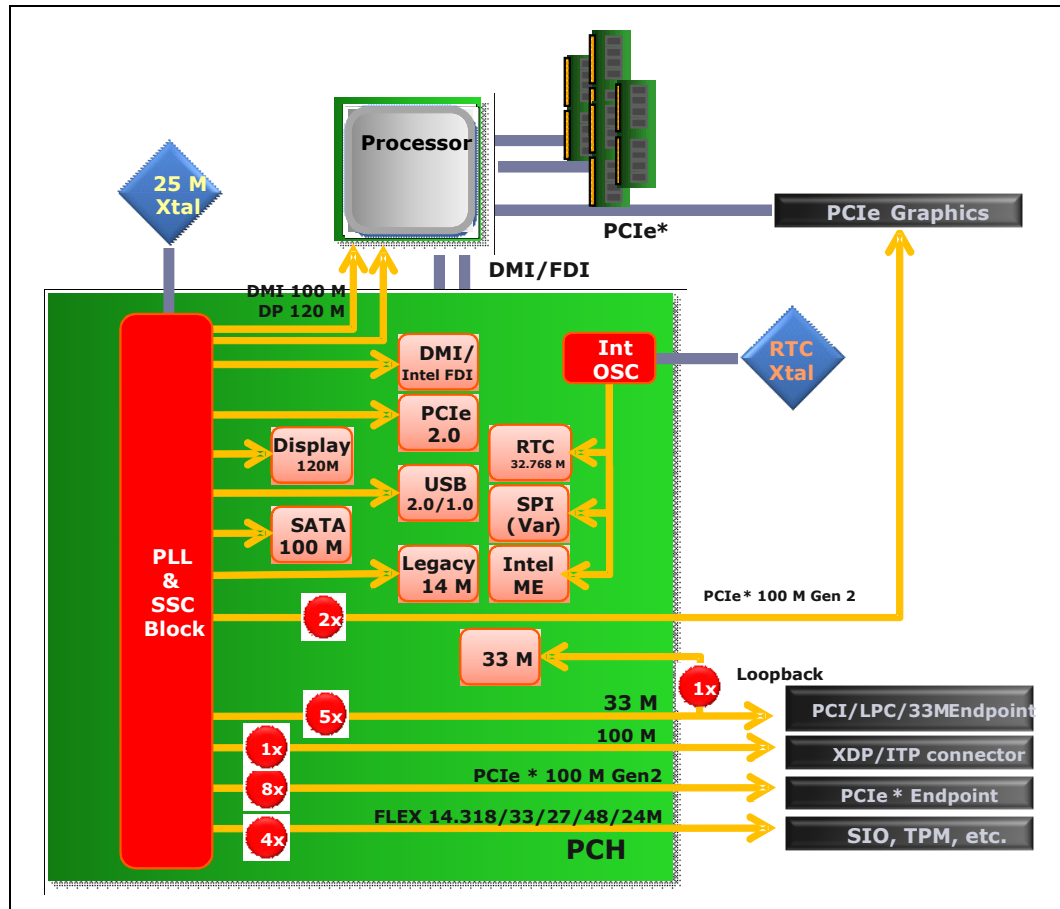 Processor
25 M
Xtal
PCIe Graphics
PCIe*
DMI/FDI
DMI 100 M
DP 120 M
DMI/
Intel FDI
Int
OSC
RTC
Xtal
PCIe
2.0
Display
120M
RTC
32.768 M
USB
2.0/1.0
SPI
(Var)
SATA
100 M
Legacy
14 M
Intel
ME
PLL
&
SSC
Block
PCIe* 100 M Gen 2
2x
33 M
Loopback
1x
5x
33 M
PCI/LPC/33MEndpoint
1x
100 M
XDP/ITP connector
8x
PCIe * 100 M Gen2
PCIe* Endpoint
4x
FLEX 14.318/33/27/48/24M
SIO, TPM, etc.
PCH